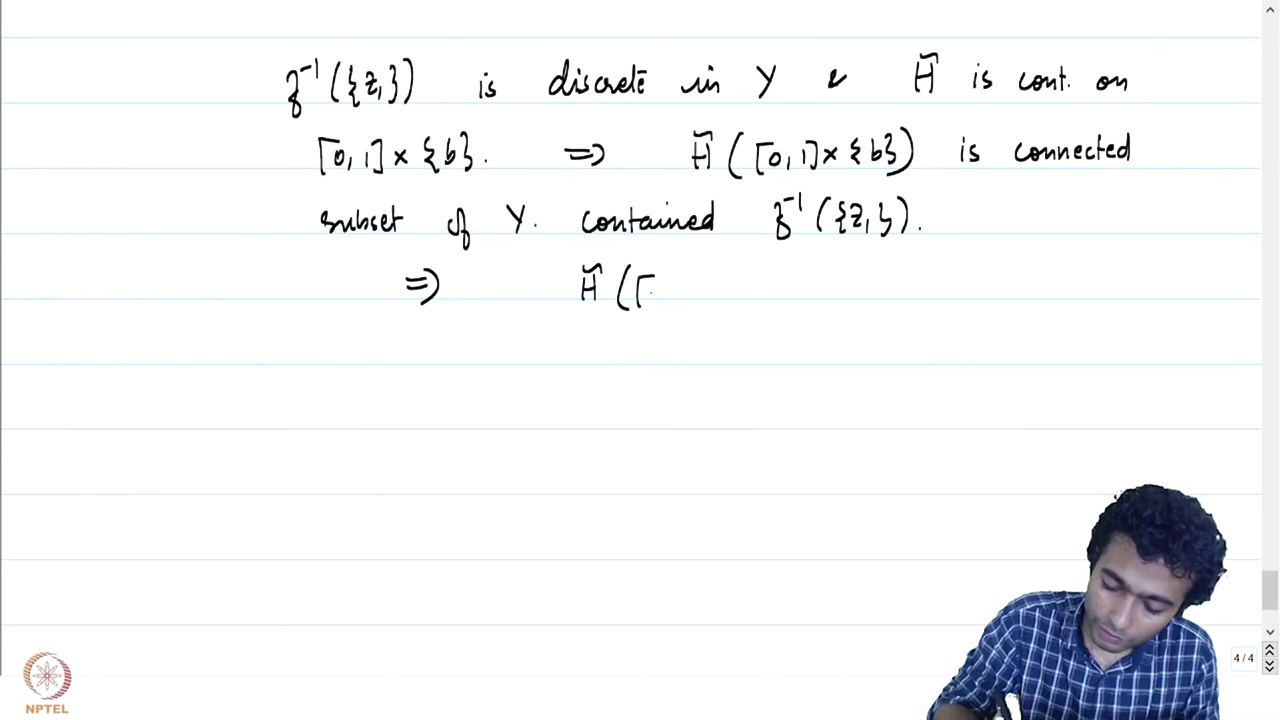 q⁻¹({z₁}) is discrete in Y & H̃ is cont. on
[0,1] × {b}. ⇒ H̃([0,1]×{b}) is connected
subset of Y. contained q⁻¹({z₁}).
⇒ H̃([
4 / 4
NPTEL